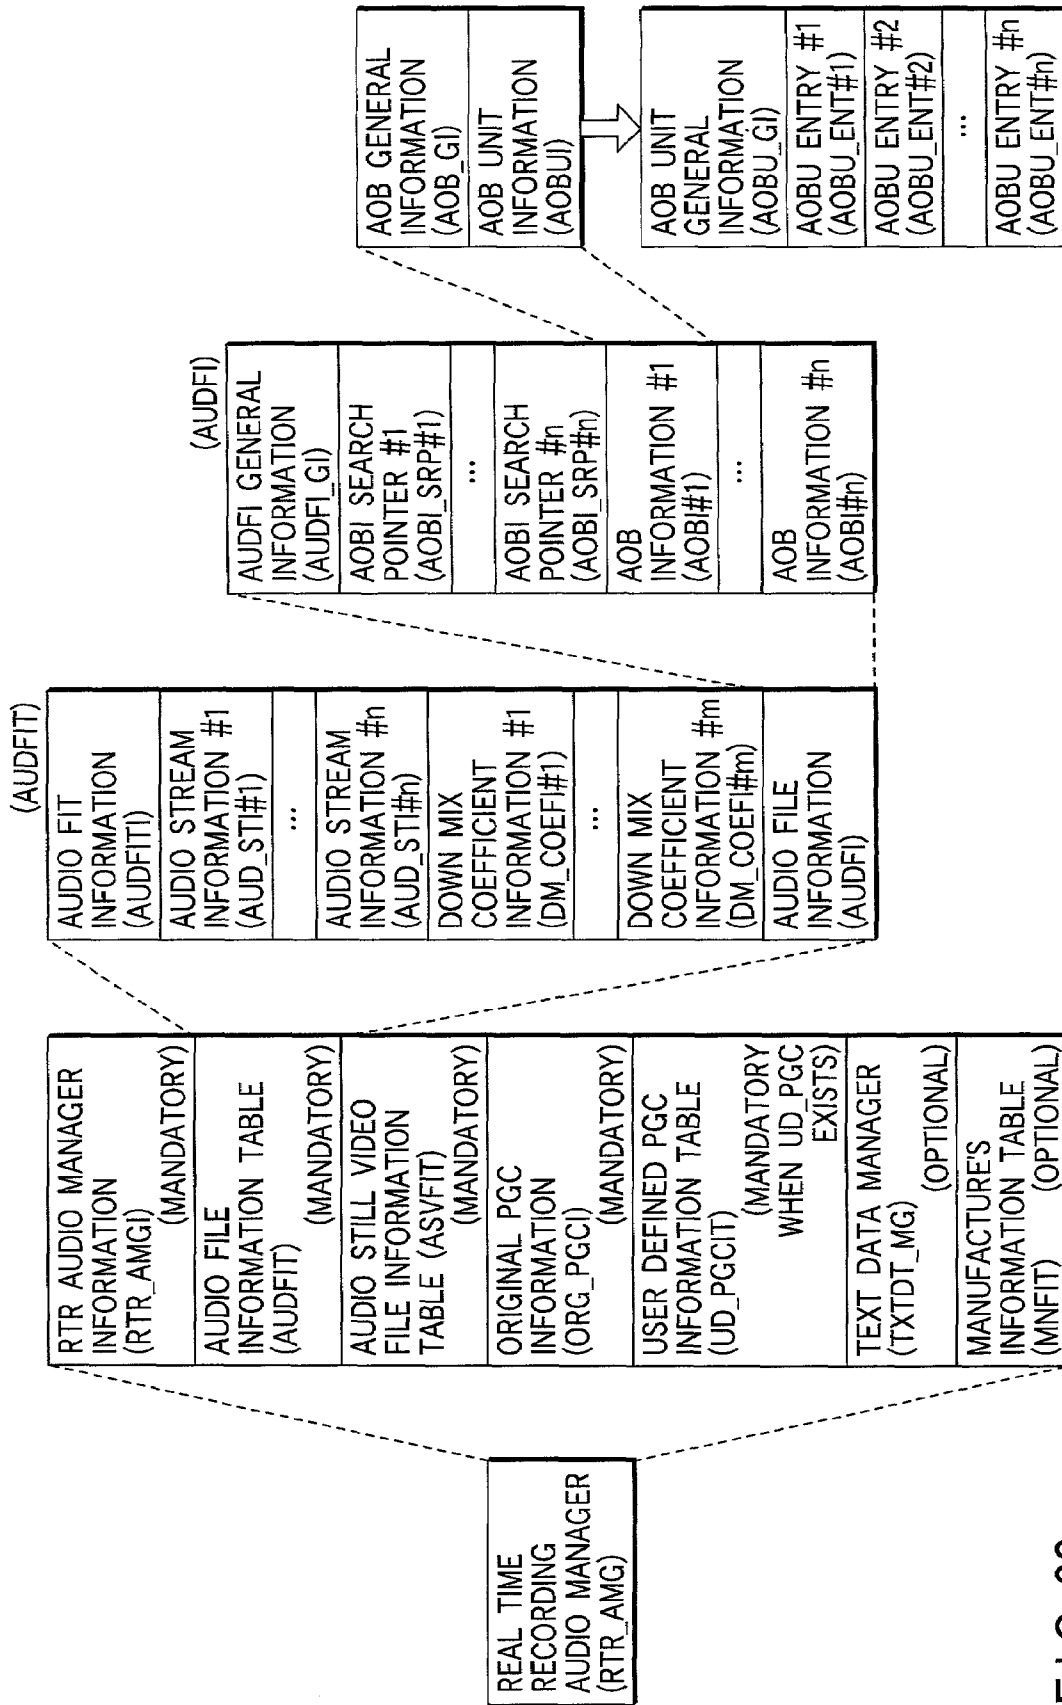 REAL TIME
RECORDING
AUDIO MANAGER
(RTR_AMG)
RTR AUDIO MANAGER
INFORMATION
(RTR_AMGI)
(MANDATORY)
AUDIO FILE
INFORMATION TABLE
(AUDFIT)
(MANDATORY)
AUDIO STILL VIDEO
FILE INFORMATION
TABLE (ASVFIT)
(MANDATORY)
ORIGINAL PGC
INFORMATION
(ORG_PGCI)
(MANDATORY)
USER DEFINED PGC
INFORMATION TABLE
(UD_PGCIT)
(MANDATORY
WHEN UD_PGC
EXISTS)
TEXT DATA MANAGER
(TXTDT_MG)
(OPTIONAL)
MANUFACTURE'S
INFORMATION TABLE
(MNFIT) (OPTIONAL)
(AUDFIT)
AUDIO FIT
INFORMATION
(AUDFITI)
AUDIO STREAM
INFORMATION #1
(AUD_STI#1)
...
AUDIO STREAM
INFORMATION #n
(AUD_STI#n)
DOWN MIX
COEFFICIENT
INFORMATION #1
(DM_COEFI#1)
...
DOWN MIX
COEFFICIENT
INFORMATION #m
(DM_COEFI#m)
AUDIO FILE
INFORMATION
(AUDFI)
(AUDFI)
AUDFI GENERAL
INFORMATION
(AUDFI_GI)
AOBI SEARCH
POINTER #1
(AOBI_SRP#1)
...
AOBI SEARCH
POINTER #n
(AOBI_SRP#n)
AOB
INFORMATION #1
(AOBI#1)
...
AOB
INFORMATION #n
(AOBI#n)
AOB GENERAL
INFORMATION
(AOB_GI)
AOB UNIT
INFORMATION
(AOBUI)
AOB UNIT
GENERAL
INFORMATION
(AOBU_GI)
AOBU ENTRY #1
(AOBU_ENT#1)
AOBU ENTRY #2
(AOBU_ENT#2)
...
AOBU ENTRY #n
(AOBU_ENT#n)